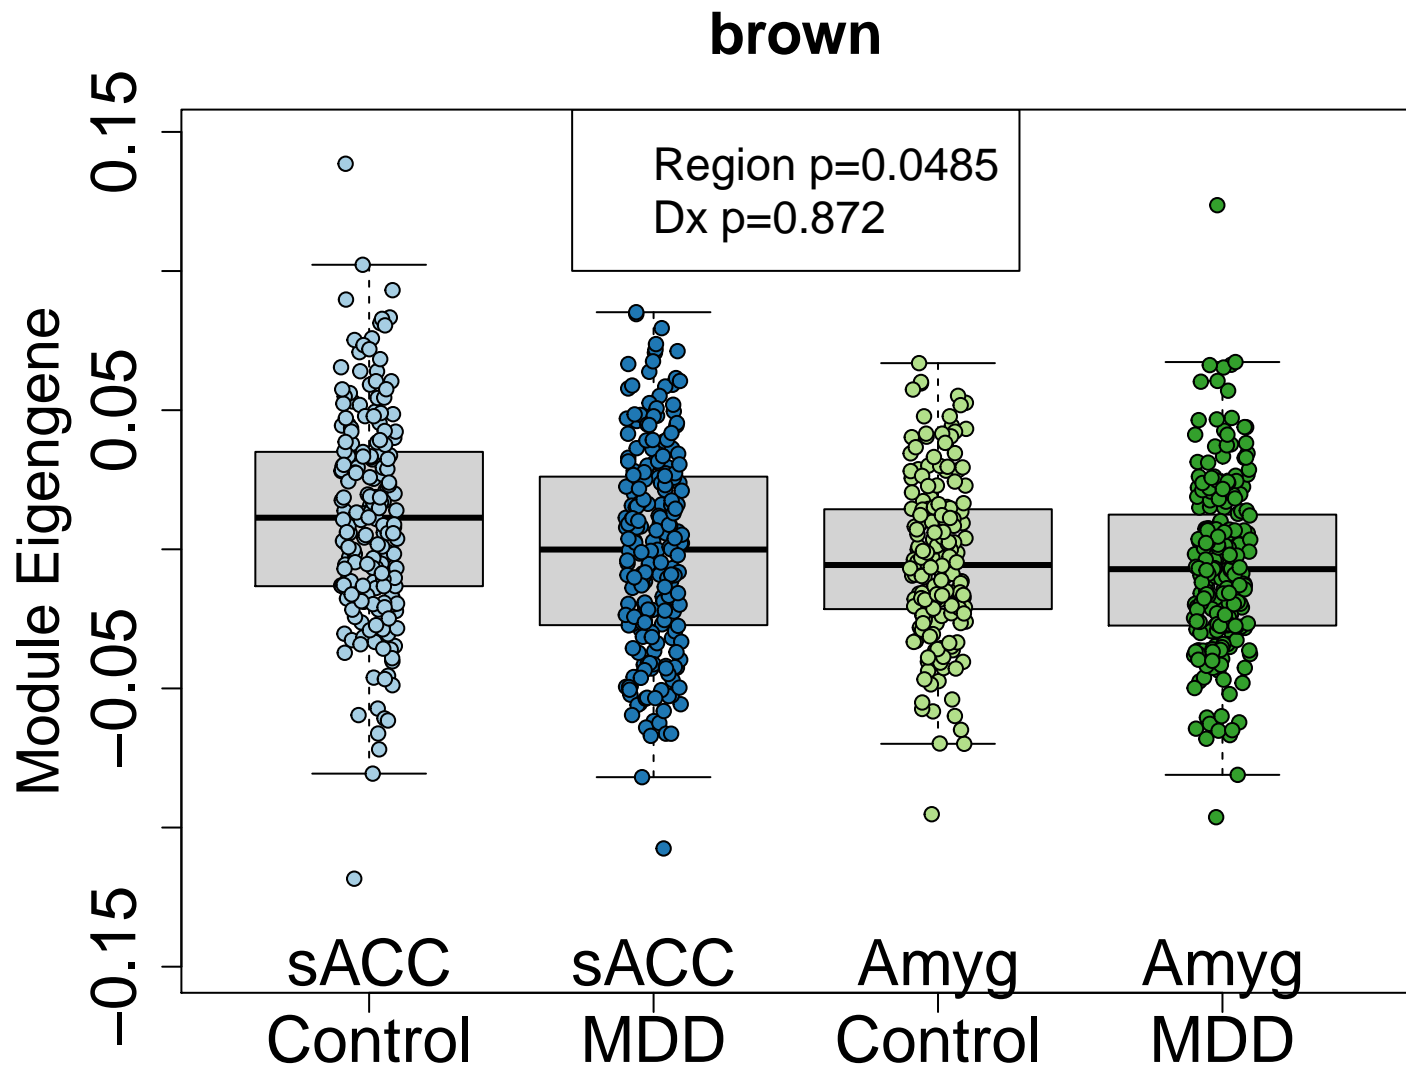 brown
Module Eigengene
0.15
0.05
−0.05
−0.15
Region p=0.0485
Dx p=0.872
sACC
Control
sACC
MDD
Amyg
Control
Amyg
MDD